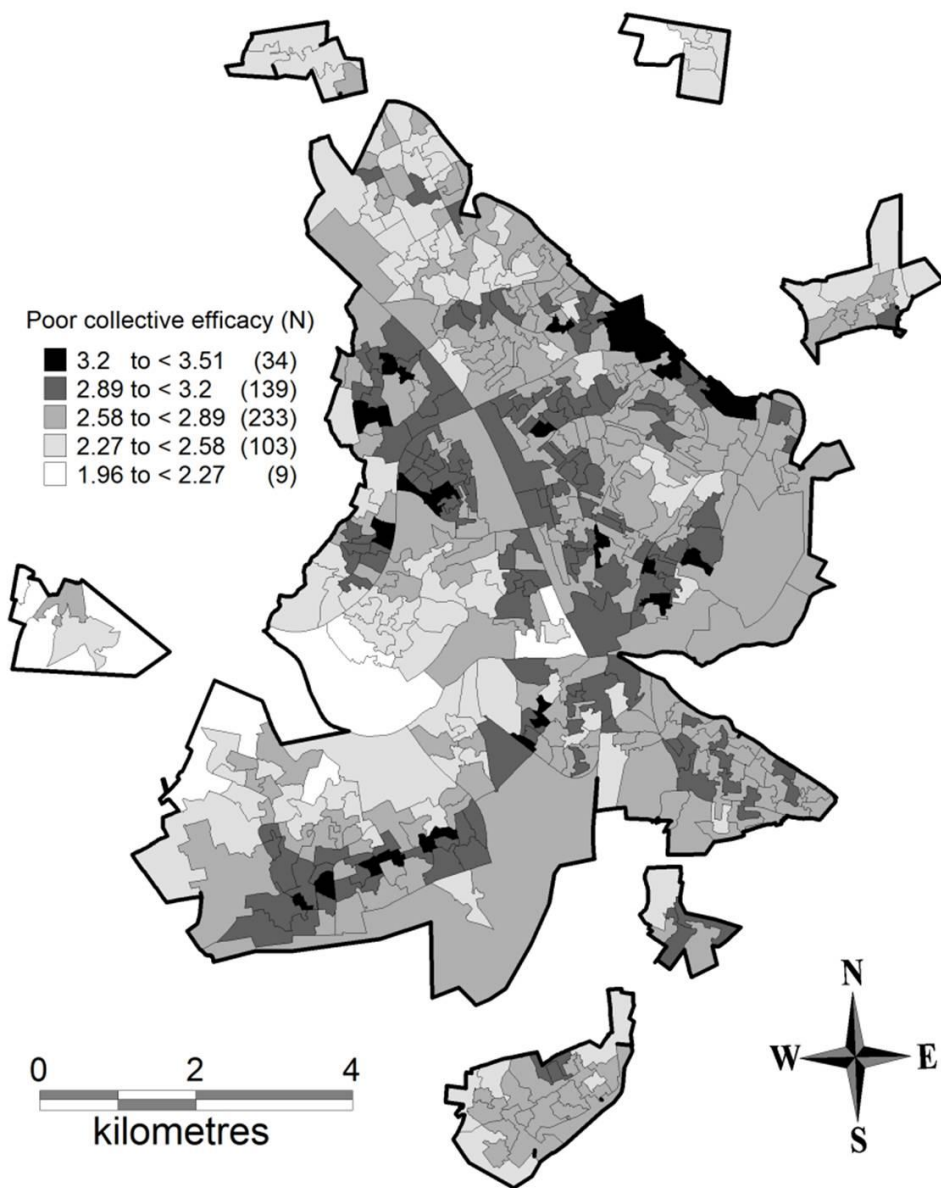 Poor collective efficacy (N)
3.2 to < 3.51 (34)
2.89 to < 3.2 (139)
2.58 to < 2.89 (233)
2.27 to < 2.58 (103)
1.96 to < 2.27 (9)
0 2 4
kilometres
N
W E
S